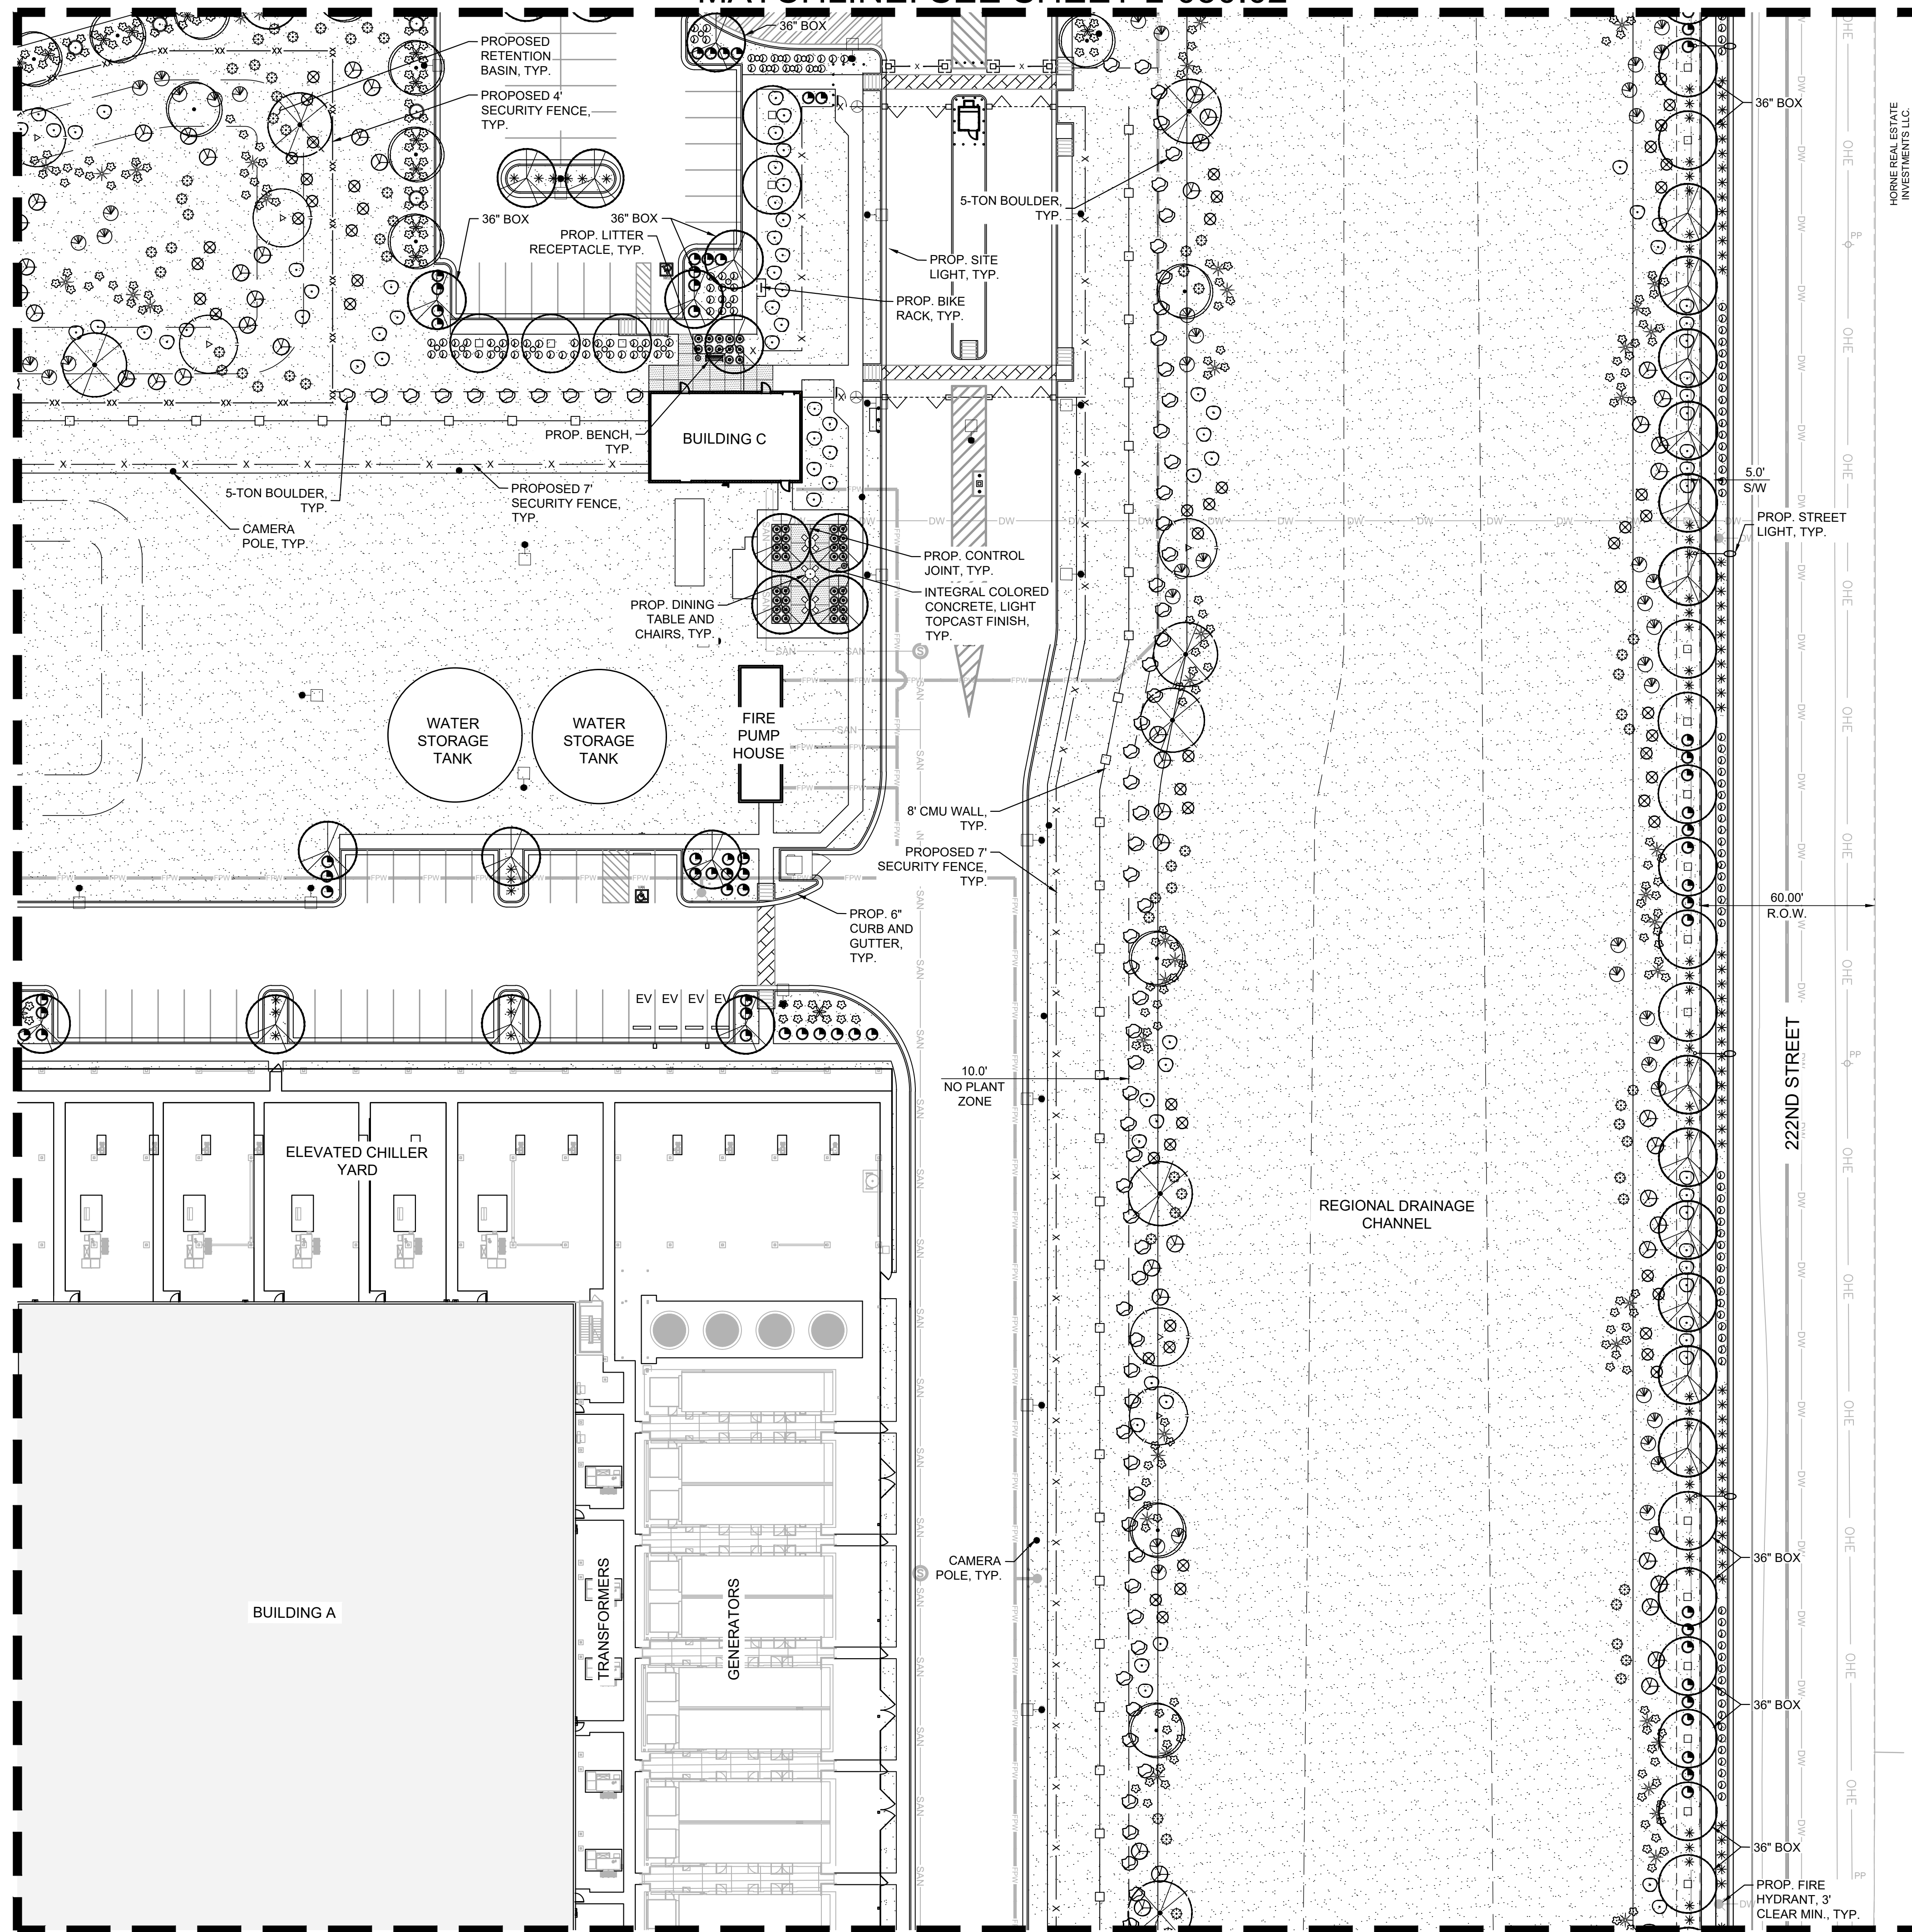 36" BOX
PROPOSED
RETENTION
BASIN, TYP.
PROPOSED 4'
SECURITY FENCE,
TYP.
36" BOX
HORNE REAL ESTATE
INVESTMENTS LLC.
5-TON BOULDER,
TYP.
36" BOX
36" BOX
PROP. LITTER
RECEPTACLE, TYP.
PROP. SITE
LIGHT, TYP.
PROP. BIKE
RACK, TYP.
PROP. BENCH,
TYP.
BUILDING C
5-TON BOULDER,
TYP.
PROPOSED 7'
SECURITY FENCE,
TYP.
CAMERA
POLE, TYP.
5.0'
S/W
PROP. STREET
LIGHT, TYP.
PROP. CONTROL
JOINT, TYP.
INTEGRAL COLORED
CONCRETE, LIGHT
TOPCAST FINISH,
TYP.
PROP. DINING
TABLE AND
CHAIRS, TYP.
WATER
STORAGE
TANK
WATER
STORAGE
TANK
FIRE
PUMP
HOUSE
8' CMU WALL,
TYP.
PROPOSED 7'
SECURITY FENCE,
TYP.
60.00'
R.O.W.
PROP. 6"
CURB AND
GUTTER,
TYP.
EV EV EV EV
10.0'
NO PLANT
ZONE
222ND STREET
ELEVATED CHILLER
YARD
REGIONAL DRAINAGE
CHANNEL
CAMERA
POLE, TYP.
36" BOX
BUILDING A
TRANSFORMERS
GENERATORS
36" BOX
36" BOX
PROP. FIRE
HYDRANT, 3'
CLEAR MIN., TYP.
OHE
DW
PP
SAN
FPW
S